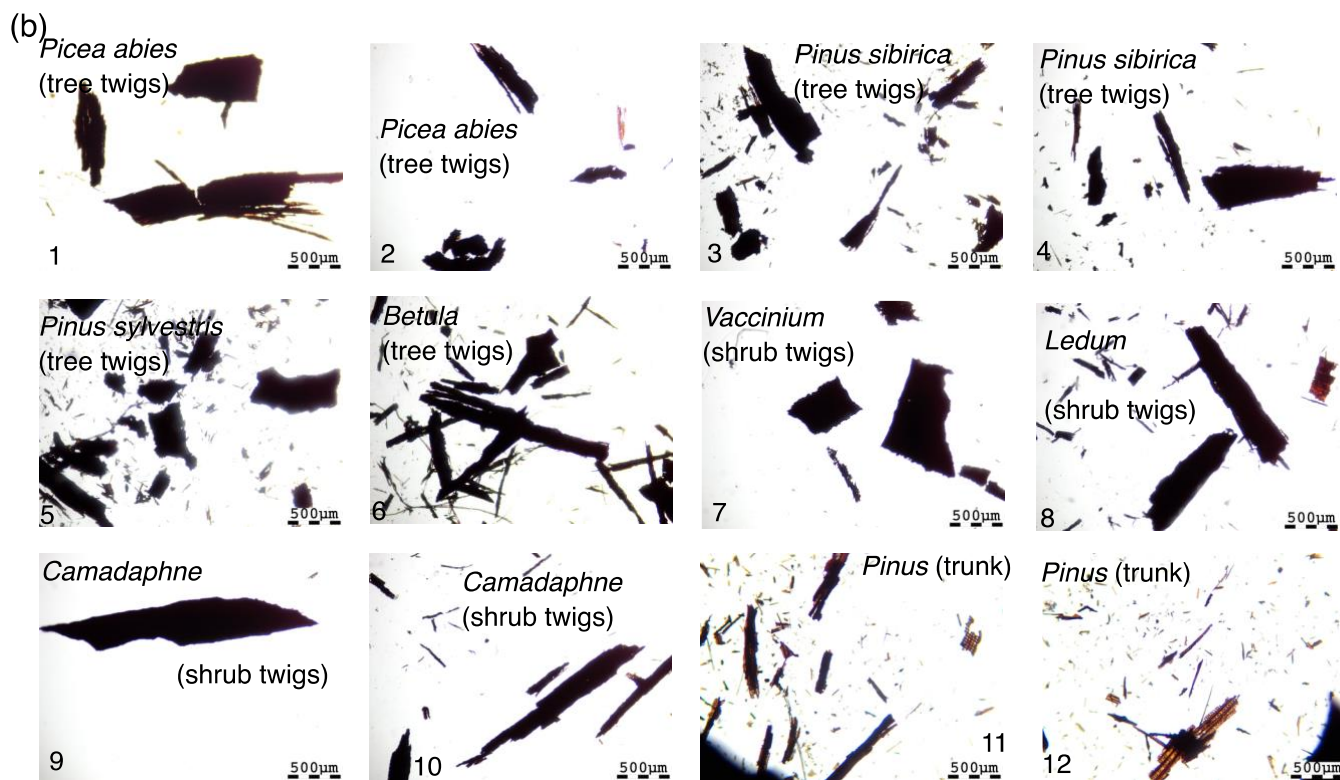 (b)
Picea abies
(tree twigs)
1
500µm
Picea abies
(tree twigs)
2
500µm
Pinus sibirica
(tree twigs)
3
500µm
Pinus sibirica
(tree twigs)
4
500µm
Pinus sylvestris
(tree twigs)
5
500µm
Betula
(tree twigs)
6
Vaccinium
(shrub twigs)
7
500µm
Ledum
(shrub twigs)
8
500µm
Camadaphne
(shrub twigs)
9
500µm
Camadaphne
(shrub twigs)
10
500µm
Pinus (trunk)
11
500µm
Pinus (trunk)
12
500µm